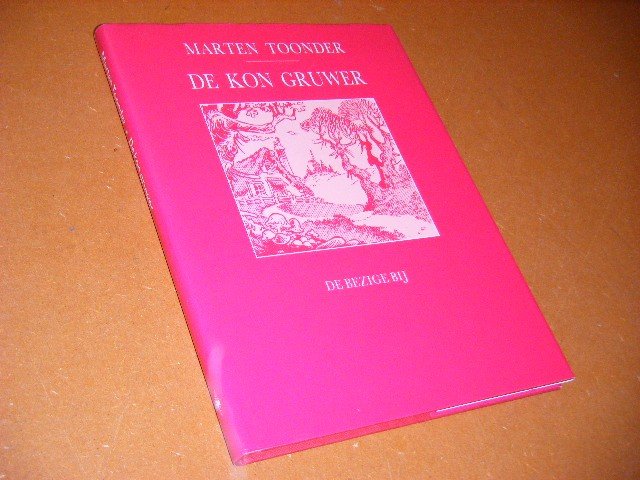 MARTEN TOONDER
DE KON GRUWER
DE BEZIGE BIJ